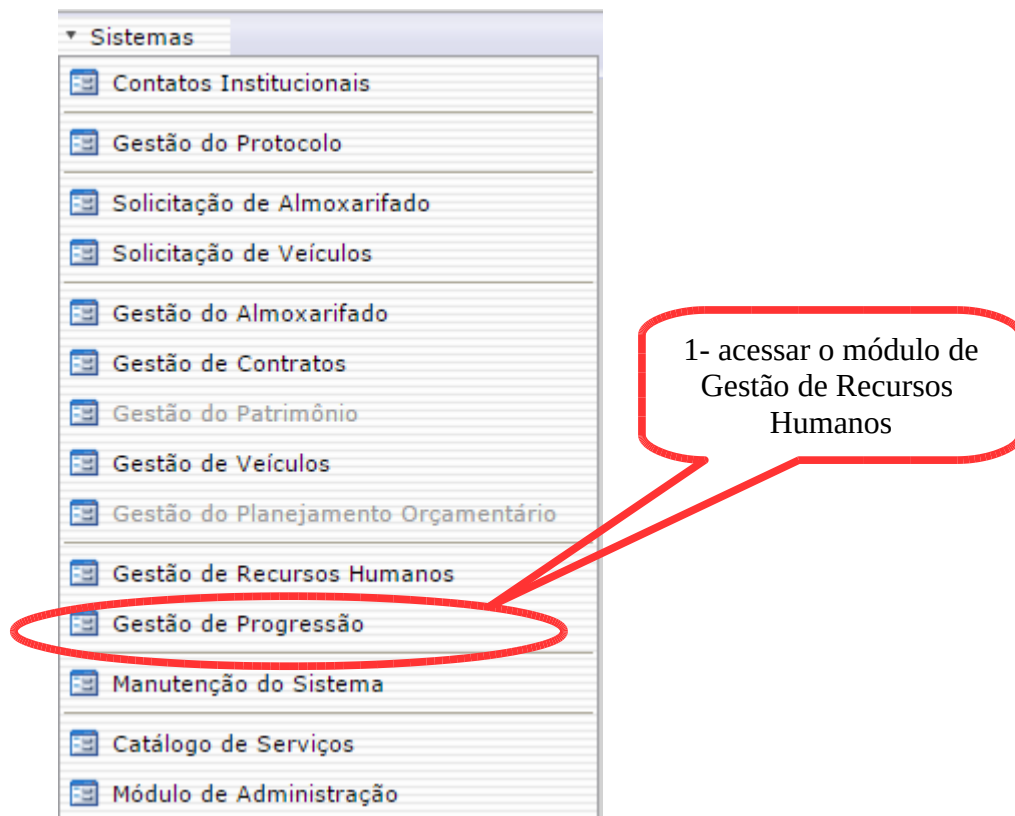 Sistemas
Contatos Institucionais
Gestão do Protocolo
Solicitação de Almoxarifado
Solicitação de Veículos
Gestão do Almoxarifado
Gestão de Contratos
Gestão do Patrimônio
Gestão de Veículos
Gestão do Planejamento Orçamentário
Gestão de Recursos Humanos
Gestão de Progressão
Manutenção do Sistema
Catálogo de Serviços
Módulo de Administração
1- acessar o módulo de
Gestão de Recursos
Humanos